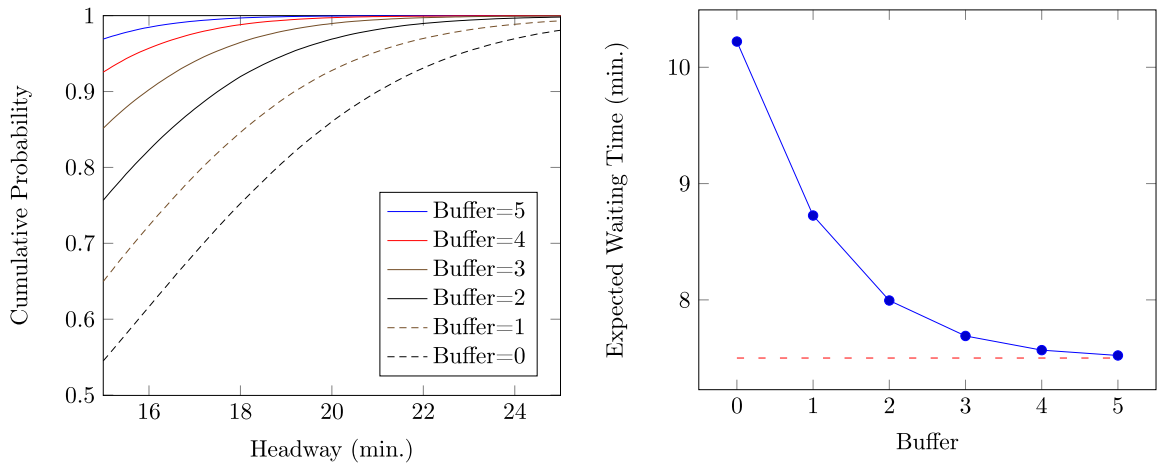 1
0.9
0.8
0.7
0.6
0.5
Cumulative Probability
16 18 20 22 24
Headway (min.)
Buffer=5
Buffer=4
Buffer=3
Buffer=2
Buffer=1
Buffer=0
10
9
8
Expected Waiting Time (min.)
0 1 2 3 4 5
Buffer